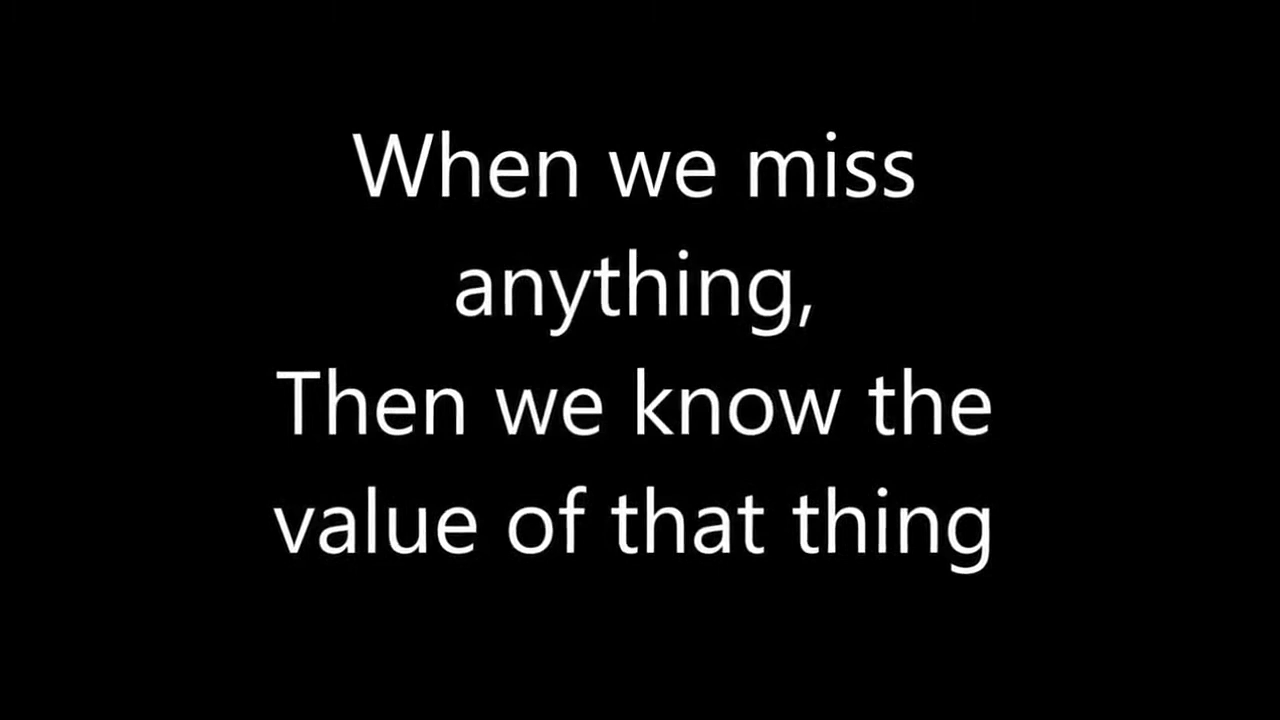 When we miss
anything,
Then we know the
value of that thing